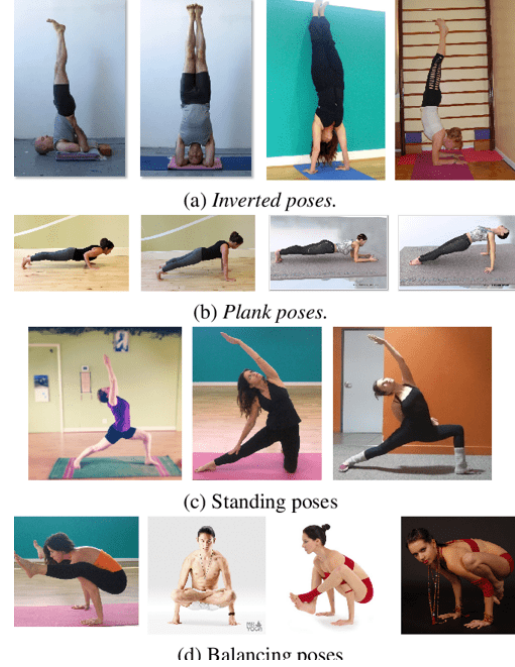 (a) Inverted poses.
(b) Plank poses.
(c) Standing poses
(d) Balancing poses